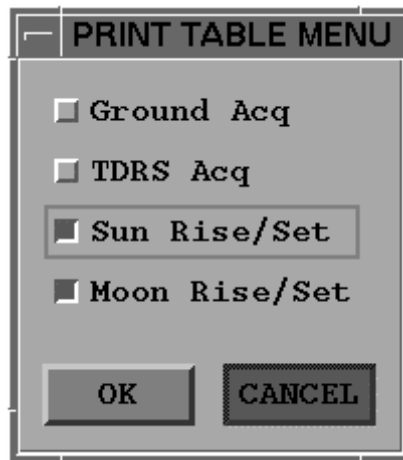 PRINT TABLE MENU
Ground Acq
TDRS Acq
Sun Rise/Set
Moon Rise/Set
OK
CANCEL